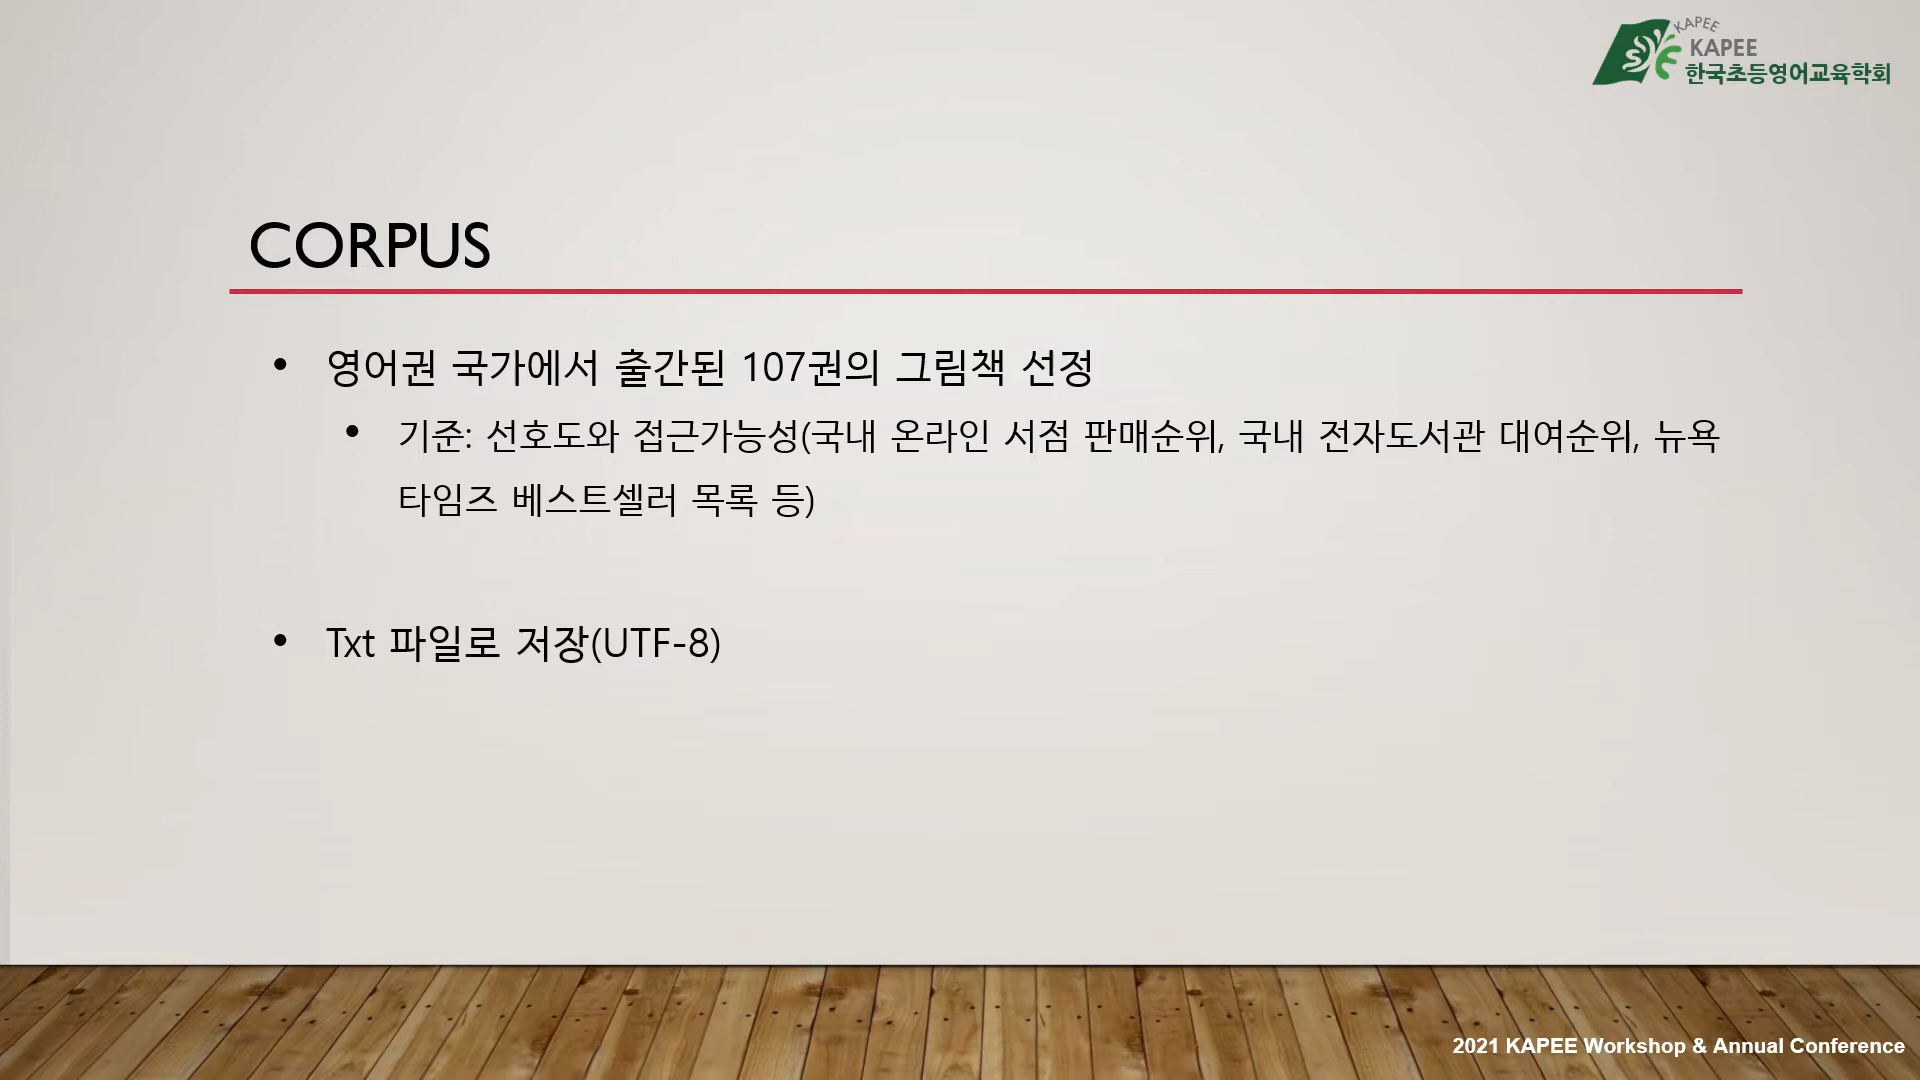 KAPEE
KAPEE
한국초등영어교육학회
CORPUS
• 영어권 국가에서 출간된 107권의 그림책 선정
• 기준: 선호도와 접근가능성(국내 온라인 서점 판매순위, 국내 전자도서관 대여순위, 뉴욕
타임즈 베스트셀러 목록 등)
• Txt 파일로 저장(UTF-8)
2021 KAPEE Workshop & Annual Conference